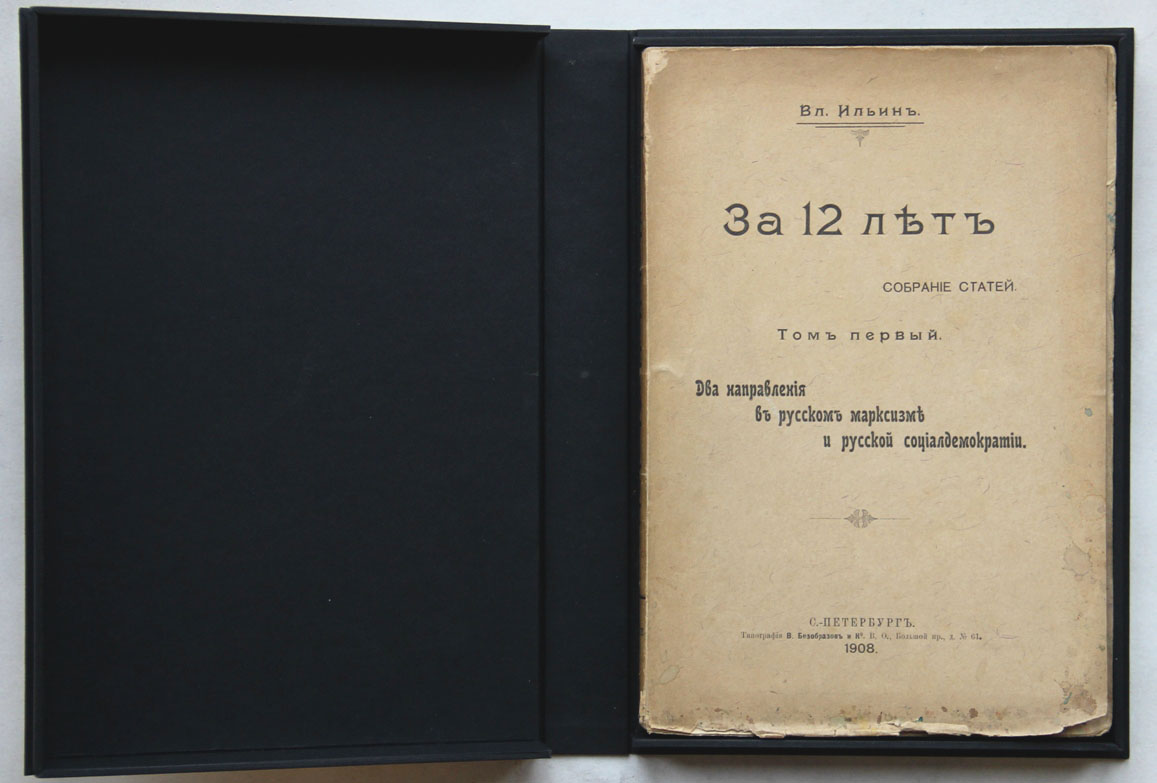 Вл. Ильинъ.
За 12 лѣтъ
СОБРАНІЕ СТАТЕЙ.
Томъ первый.
Два направленія
въ русскомъ марксизмѣ
и русской соціалдемократіи.
С.-ПЕТЕРБУРГЪ.
Типографія В. Безобразовъ и Кº. В. О., Большой пр., д. № 61.
1908.